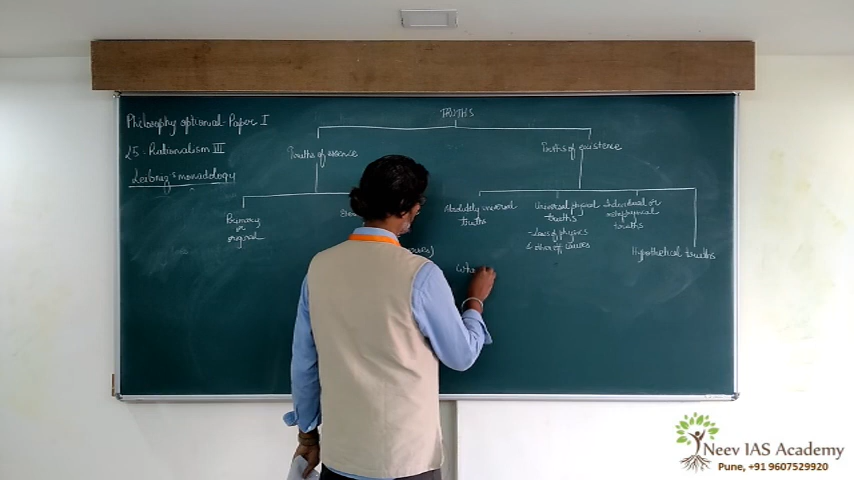 TRUTHS
Philosophy optional-Paper I
L5 - Rationalism III
Leibniz's monadology
Truths of essence
Truths of existence
Primary
or
original
Absolutely universal
truths
Universal physical
truths
- Laws of physics
& other
causes
Individual or
metaphysical
truths
Hypothetical truths
Neev IAS Academy
Pune, +91 9607529920